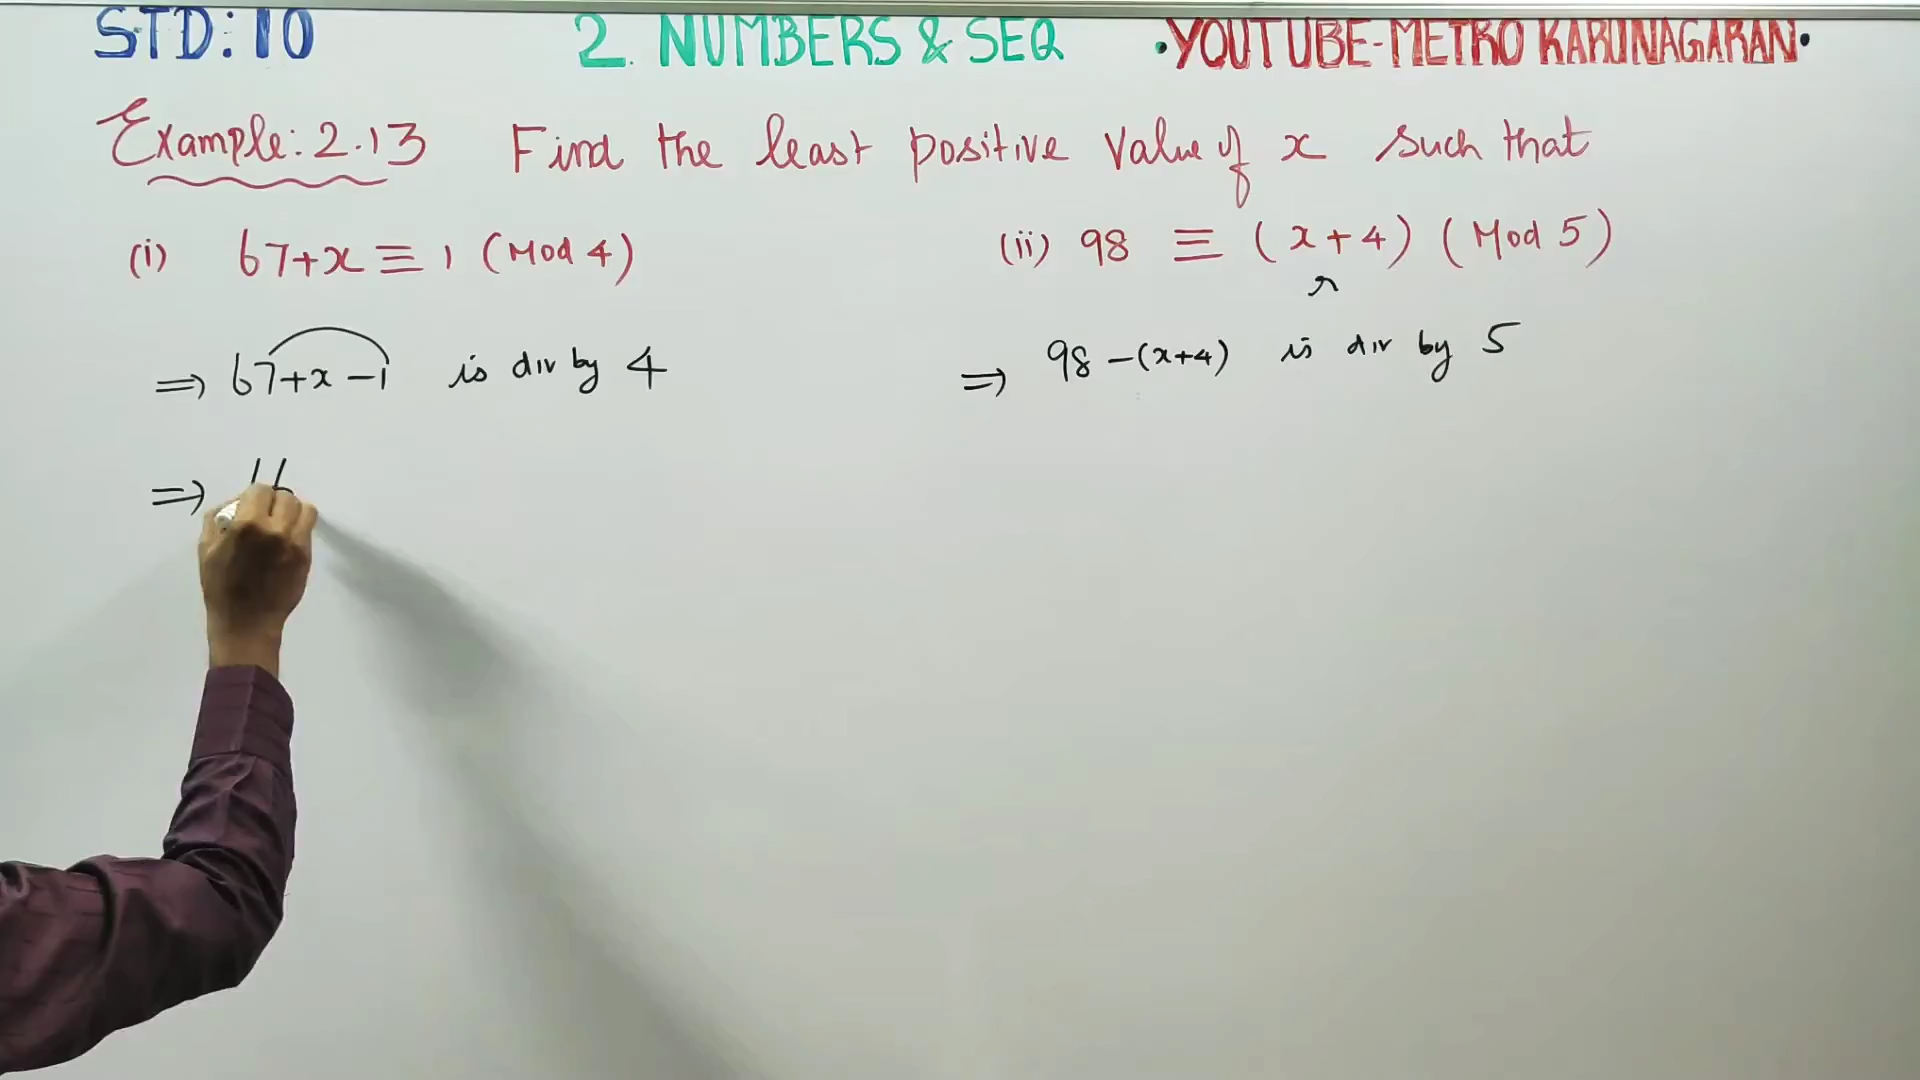 STD: 10 2. NUMBERS & SEQ •YOUTUBE-METRO KARUNAGARAN•
Example: 2.13 Find the least positive value of x such that
(i) 67+x ≡ 1 (Mod 4) (ii) 98 ≡ (x+4) (Mod 5)
⇒ 67+x-1 is div by 4 ⇒ 98-(x+4) is div by 5
⇒